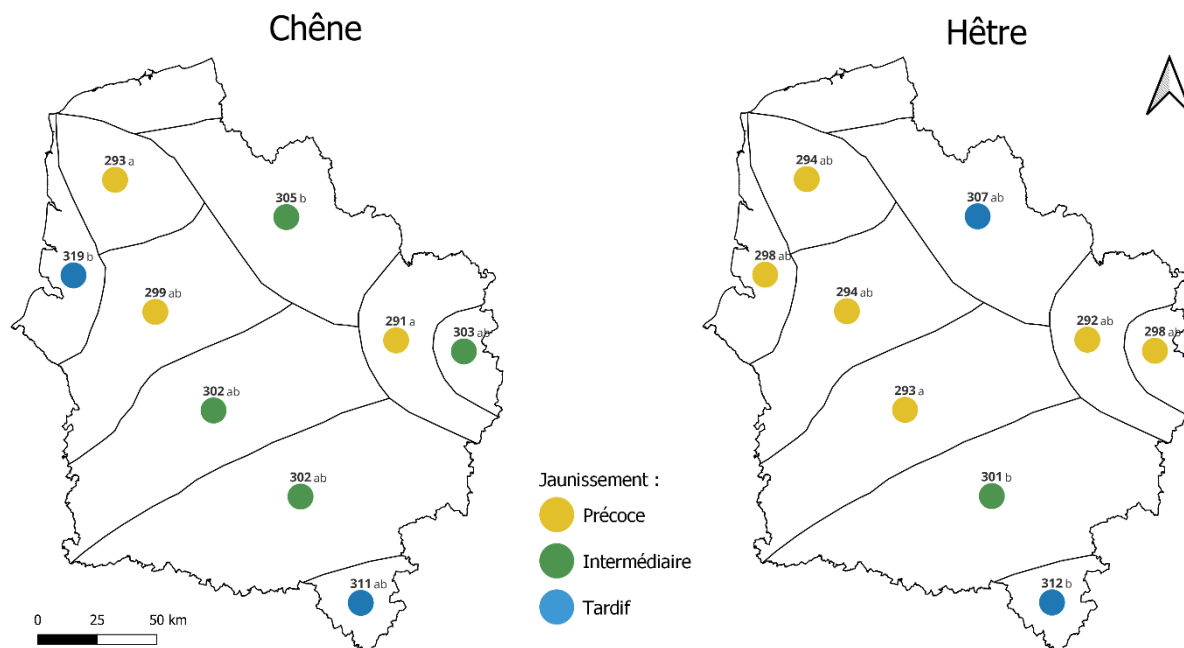 Chêne
293 a
305 b
319 b
299 ab
291 a
303 ab
302 ab
302 ab
311 ab
0 25 50 km
Jaunissement :
Précoce
Intermédiaire
Tardif
Hêtre
294 ab
307 ab
298 ab
294 ab
292 ab
298 ab
293 a
301 b
312 b